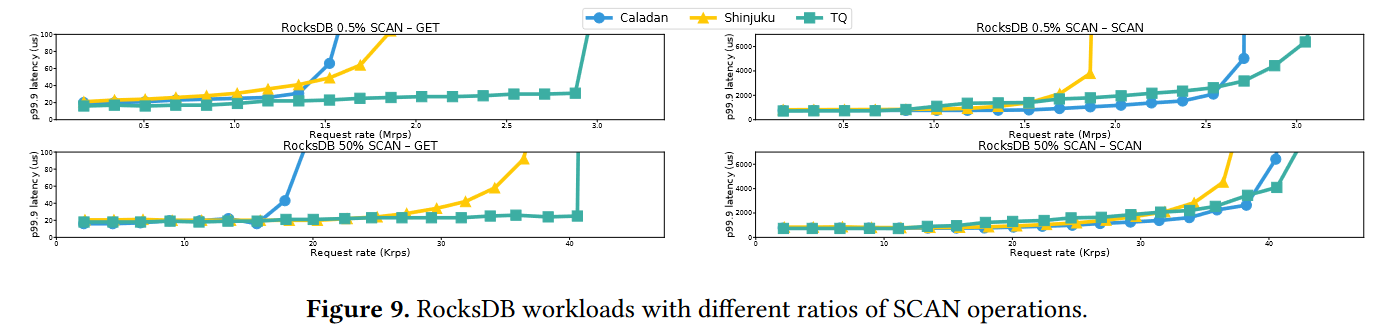 Caladan Shinjuku TQ
RocksDB 0.5% SCAN – GET
p99.9 latency (us)
100
80
60
40
20
0
0.5 1.0 1.5 2.0 2.5 3.0
Request rate (Mrps)
RocksDB 0.5% SCAN – SCAN
p99.9 latency (us)
6000
4000
2000
0
0.5 1.0 1.5 2.0 2.5 3.0
Request rate (Mrps)
RocksDB 50% SCAN – GET
p99.9 latency (us)
100
80
60
40
20
0
0 10 20 30 40
Request rate (Krps)
RocksDB 50% SCAN – SCAN
p99.9 latency (us)
6000
4000
2000
0
0 10 20 30 40
Request rate (Krps)
Figure 9. RocksDB workloads with different ratios of SCAN operations.